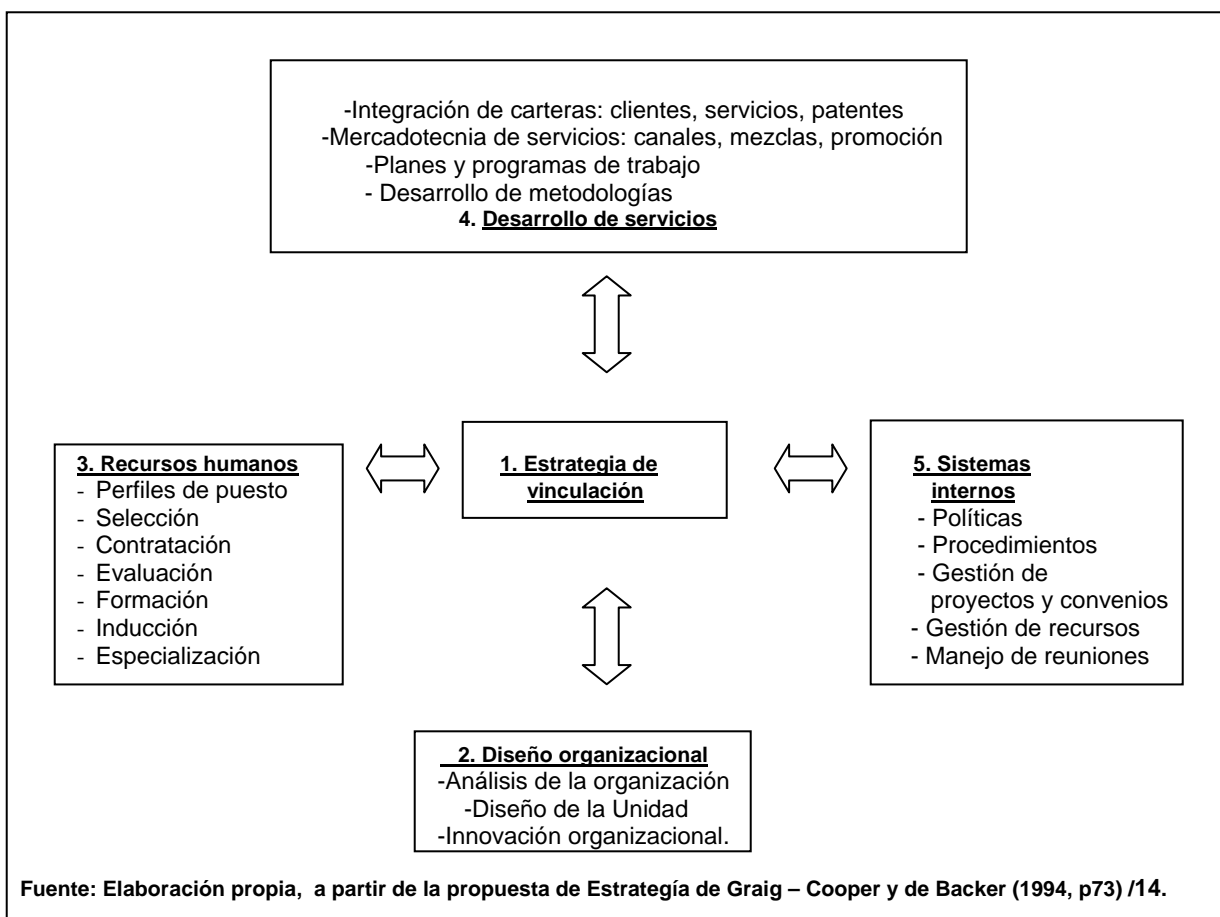 -Integración de carteras: clientes, servicios, patentes
-Mercadotecnia de servicios: canales, mezclas, promoción
-Planes y programas de trabajo
- Desarrollo de metodologías
4. Desarrollo de servicios
3. Recursos humanos
- Perfiles de puesto
- Selección
- Contratación
- Evaluación
- Formación
- Inducción
- Especialización
1. Estrategia de
vinculación
5. Sistemas
internos
- Políticas
- Procedimientos
- Gestión de
proyectos y convenios
- Gestión de recursos
- Manejo de reuniones
2. Diseño organizacional
-Análisis de la organización
-Diseño de la Unidad
-Innovación organizacional.
Fuente: Elaboración propia, a partir de la propuesta de Estrategía de Graig – Cooper y de Backer (1994, p73) /14.